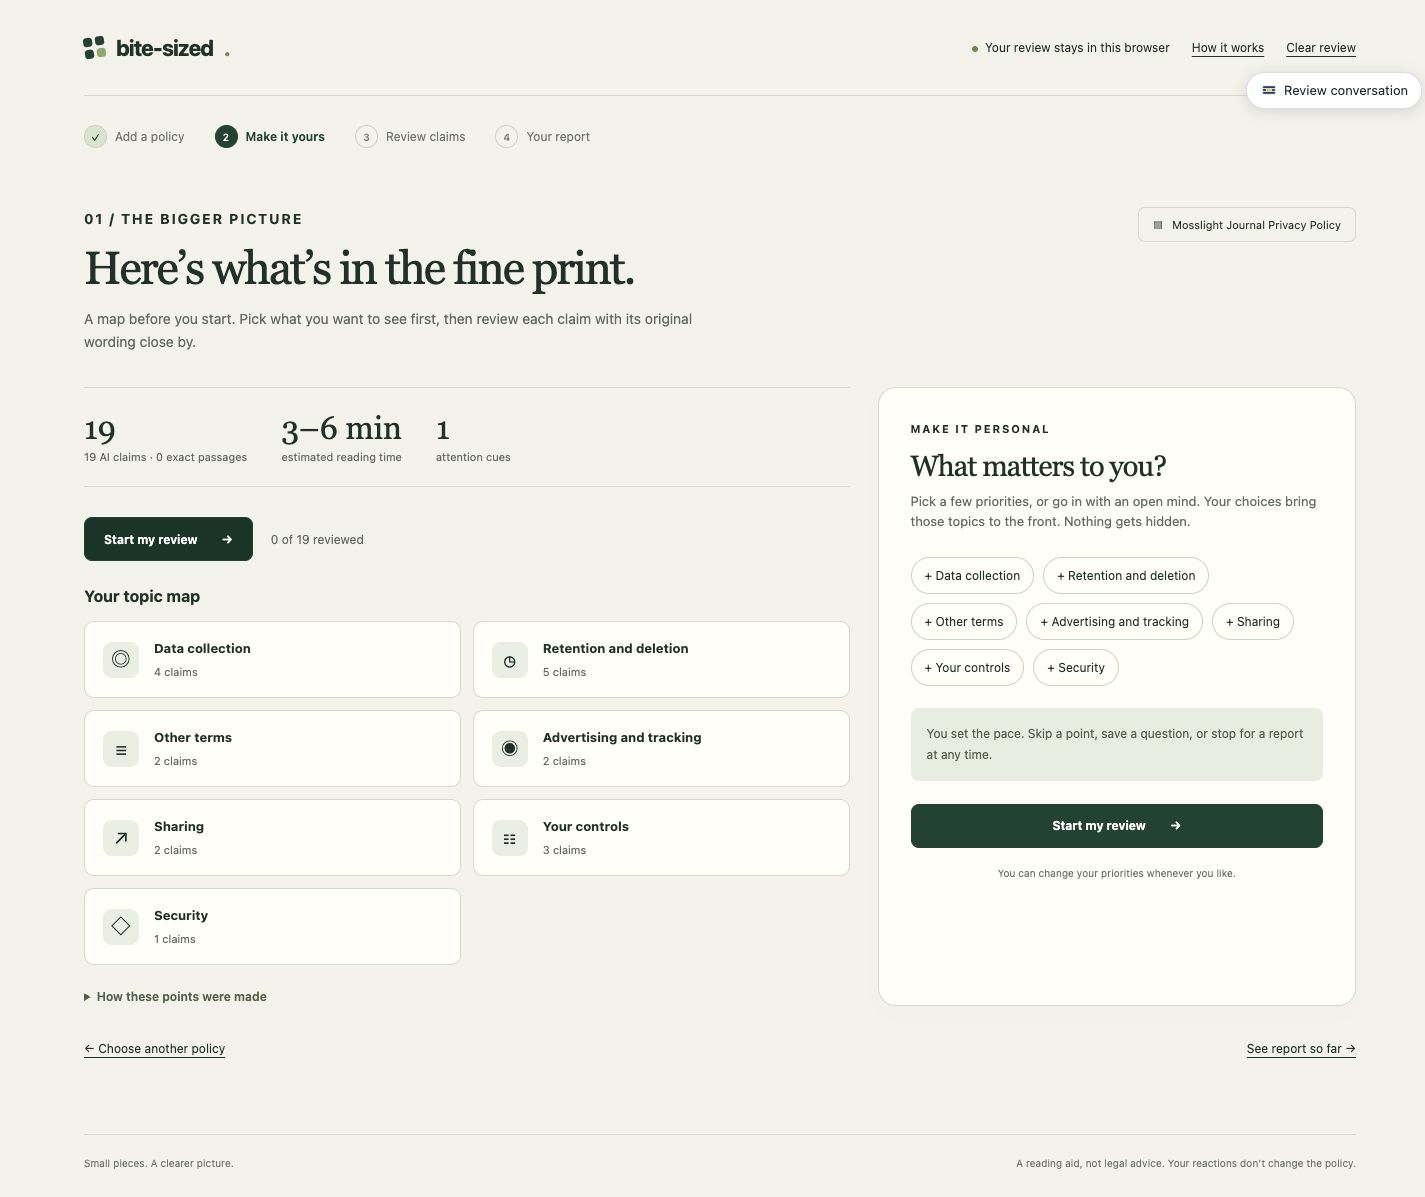 bite-sized .
Your review stays in this browser
How it works
Clear review
Review conversation
✓ Add a policy
2 Make it yours
3 Review claims
4 Your report
01 / THE BIGGER PICTURE
Mosslight Journal Privacy Policy
Here’s what’s in the fine print.
A map before you start. Pick what you want to see first, then review each claim with its original
wording close by.
19
19 AI claims · 0 exact passages
3–6 min
estimated reading time
1
attention cues
Start my review →
0 of 19 reviewed
Your topic map
Data collection
4 claims
Retention and deletion
5 claims
Other terms
2 claims
Advertising and tracking
2 claims
Sharing
2 claims
Your controls
3 claims
Security
1 claims
How these points were made
MAKE IT PERSONAL
What matters to you?
Pick a few priorities, or go in with an open mind. Your choices bring
those topics to the front. Nothing gets hidden.
+ Data collection
+ Retention and deletion
+ Other terms
+ Advertising and tracking
+ Sharing
+ Your controls
+ Security
You set the pace. Skip a point, save a question, or stop for a report
at any time.
Start my review →
You can change your priorities whenever you like.
← Choose another policy
See report so far →
Small pieces. A clearer picture.
A reading aid, not legal advice. Your reactions don't change the policy.